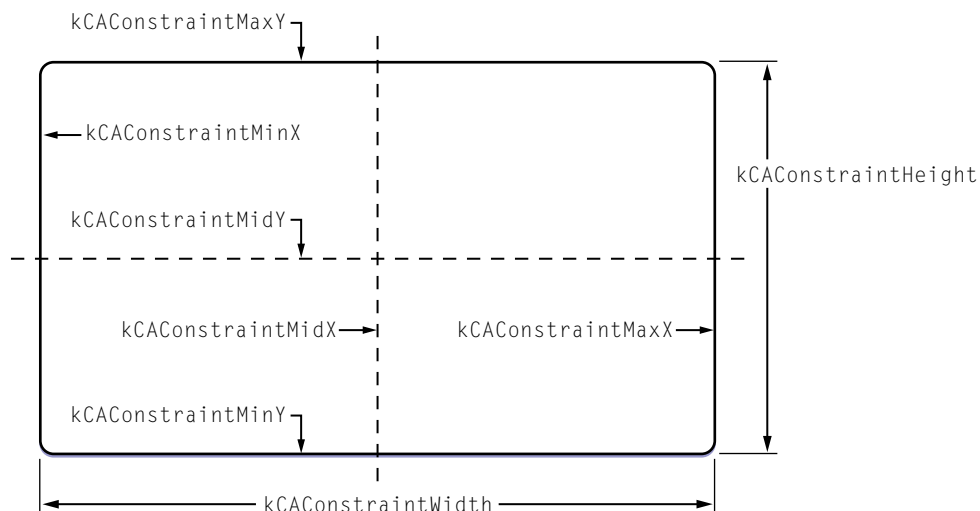 kCAConstraintMaxY
kCAConstraintMinX
kCAConstraintHeight
kCAConstraintMidY
kCAConstraintMidX
kCAConstraintMaxX
kCAConstraintMinY
kCAConstraintWidth